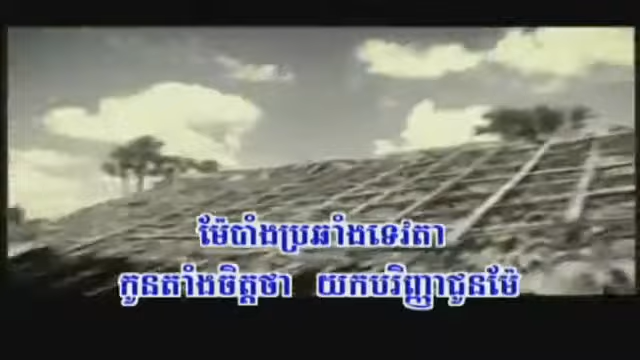 ម៉ែបាំងប្រឆាំងទេវតា
កូនតាំងចិត្តថា យកបរិញ្ញាជូនម៉ែ